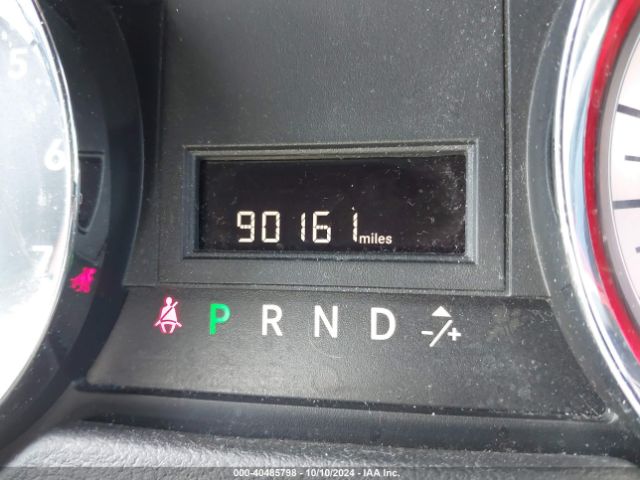 5
6
7
90161 miles
P R N D -/+
000-40485798 - 10/10/2024 - IAA Inc.